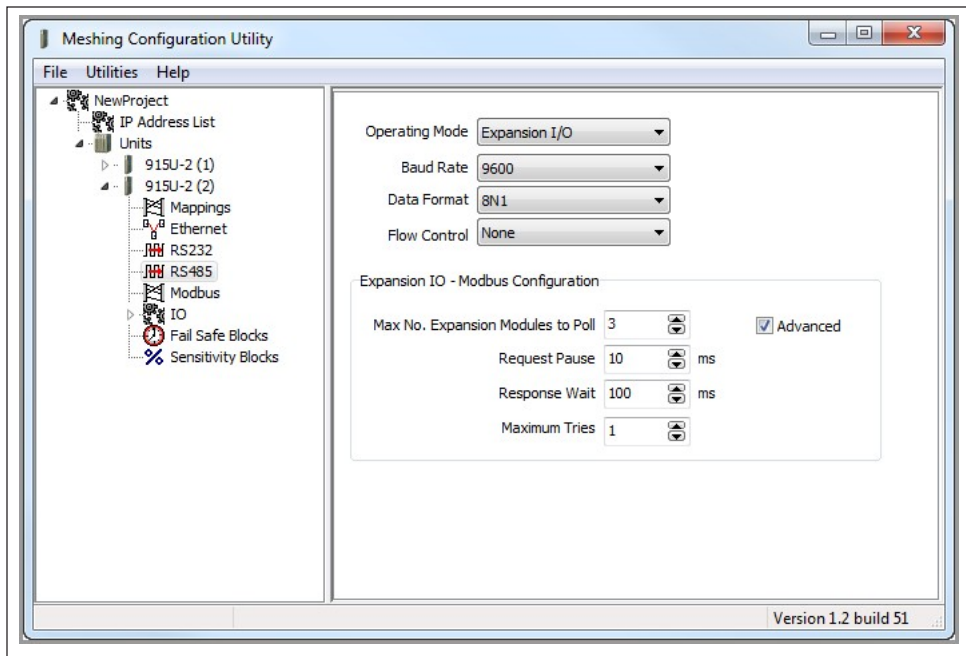 Meshing Configuration Utility
File Utilities Help
NewProject
IP Address List
Units
915U-2 (1)
915U-2 (2)
Mappings
Ethernet
RS232
RS485
Modbus
IO
Fail Safe Blocks
Sensitivity Blocks
Operating Mode Expansion I/O
Baud Rate 9600
Data Format 8N1
Flow Control None
Expansion IO - Modbus Configuration
Max No. Expansion Modules to Poll 3 Advanced
Request Pause 10 ms
Response Wait 100 ms
Maximum Tries 1
Version 1.2 build 51